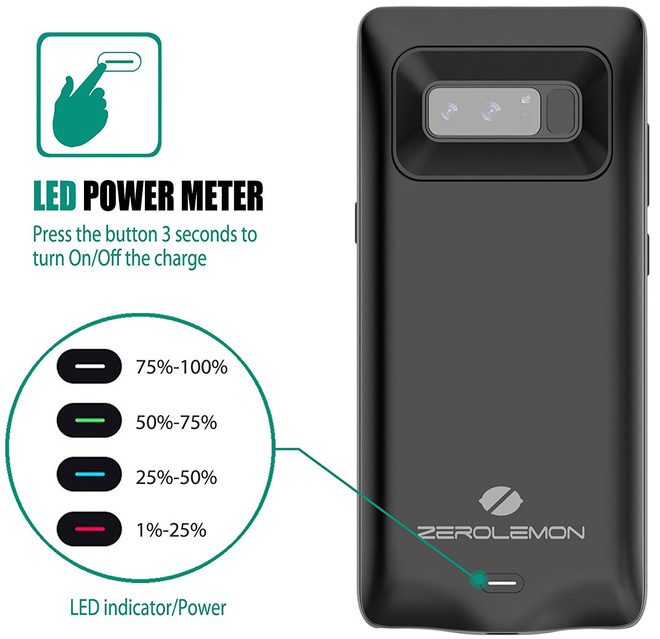 LED POWER METER
Press the button 3 seconds to
turn On/Off the charge
75%-100%
50%-75%
25%-50%
1%-25%
LED indicator/Power
ZEROLEMON